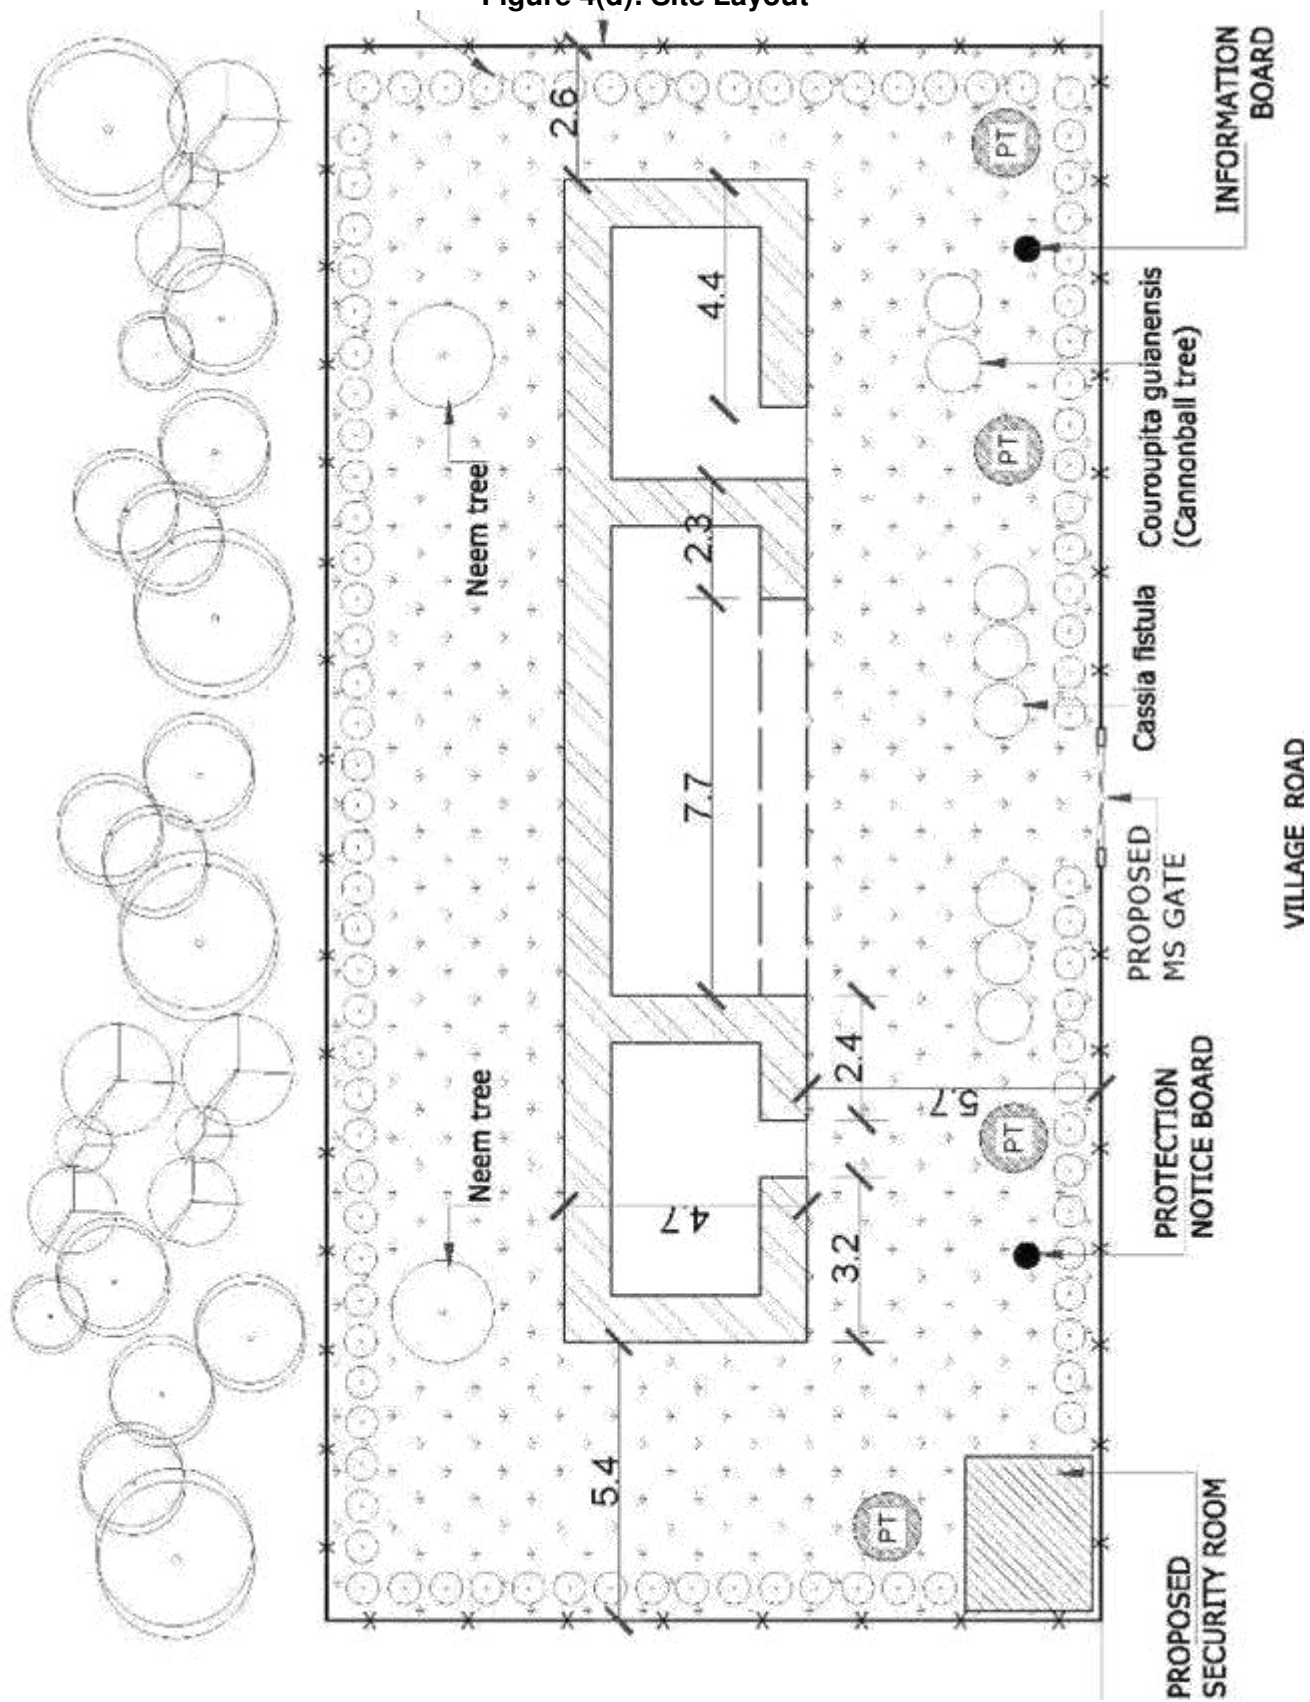 Figure 4(d): Site Layout
INFORMATION
BOARD
2.6
PT
4.4
Couroupita guianensis
(Cannonball tree)
PT
Neem tree
2.3
Cassia fistula
7.7
VILLAGE ROAD
PROPOSED
MS GATE
2.4
5.7
PROTECTION
NOTICE BOARD
Neem tree
PT
4.7
3.2
5.4
PT
PROPOSED
SECURITY ROOM